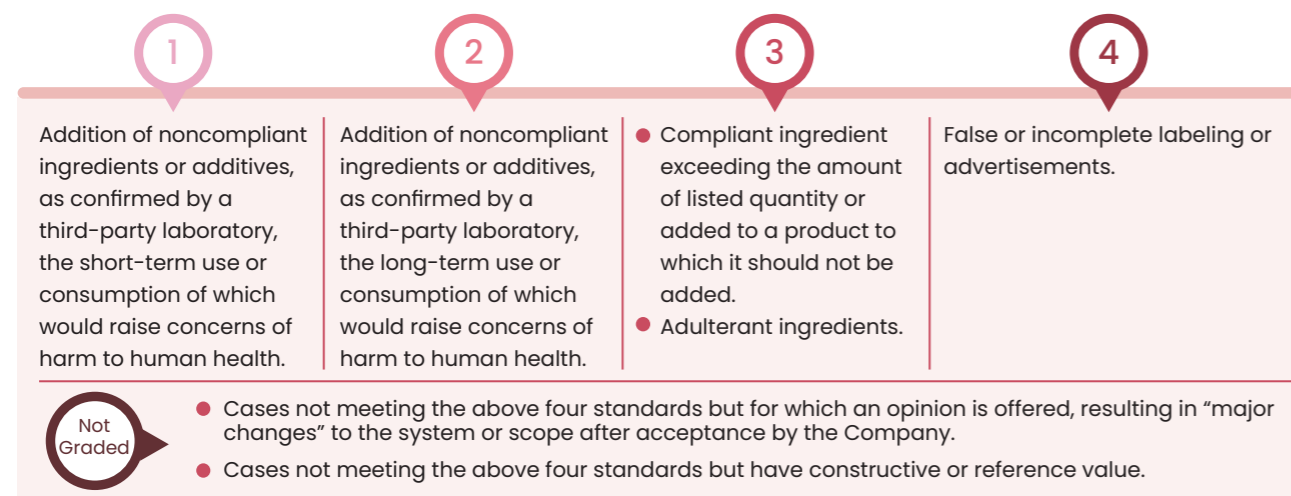 1
2
3
4
Addition of noncompliant
ingredients or additives,
as confirmed by a
third-party laboratory,
the short-term use or
consumption of which
would raise concerns of
harm to human health.
Addition of noncompliant
ingredients or additives,
as confirmed by a
third-party laboratory,
the long-term use or
consumption of which
would raise concerns of
harm to human health.
● Compliant ingredient
exceeding the amount
of listed quantity or
added to a product to
which it should not be
added.
● Adulterant ingredients.
False or incomplete labeling or
advertisements.
Not
Graded
● Cases not meeting the above four standards but for which an opinion is offered, resulting in “major
changes” to the system or scope after acceptance by the Company.
● Cases not meeting the above four standards but have constructive or reference value.